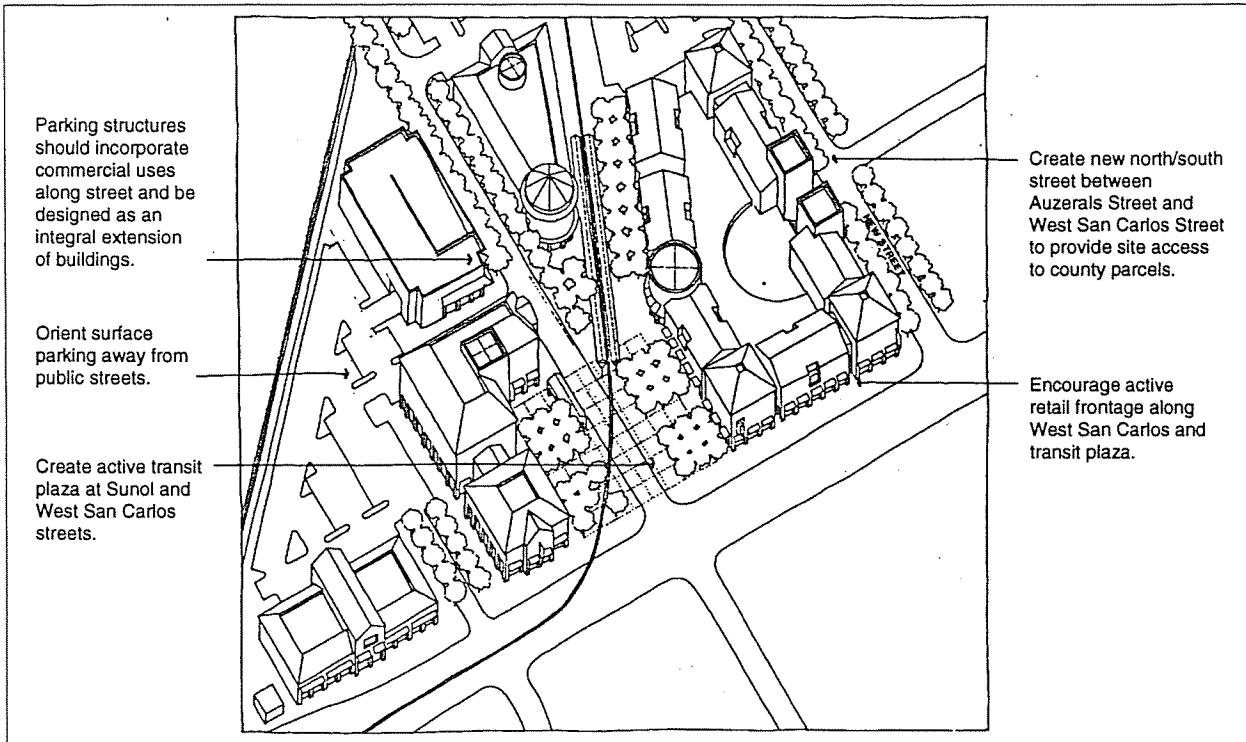 Parking structures
should incorporate
commercial uses
along street and be
designed as an
integral extension
of buildings.
Orient surface
parking away from
public streets.
Create active transit
plaza at Sunol and
West San Carlos
streets.
Create new north/south
street between
Auzerals Street and
West San Carlos Street
to provide site access
to county parcels.
Encourage active
retail frontage along
West San Carlos and
transit plaza.
NEW STREET